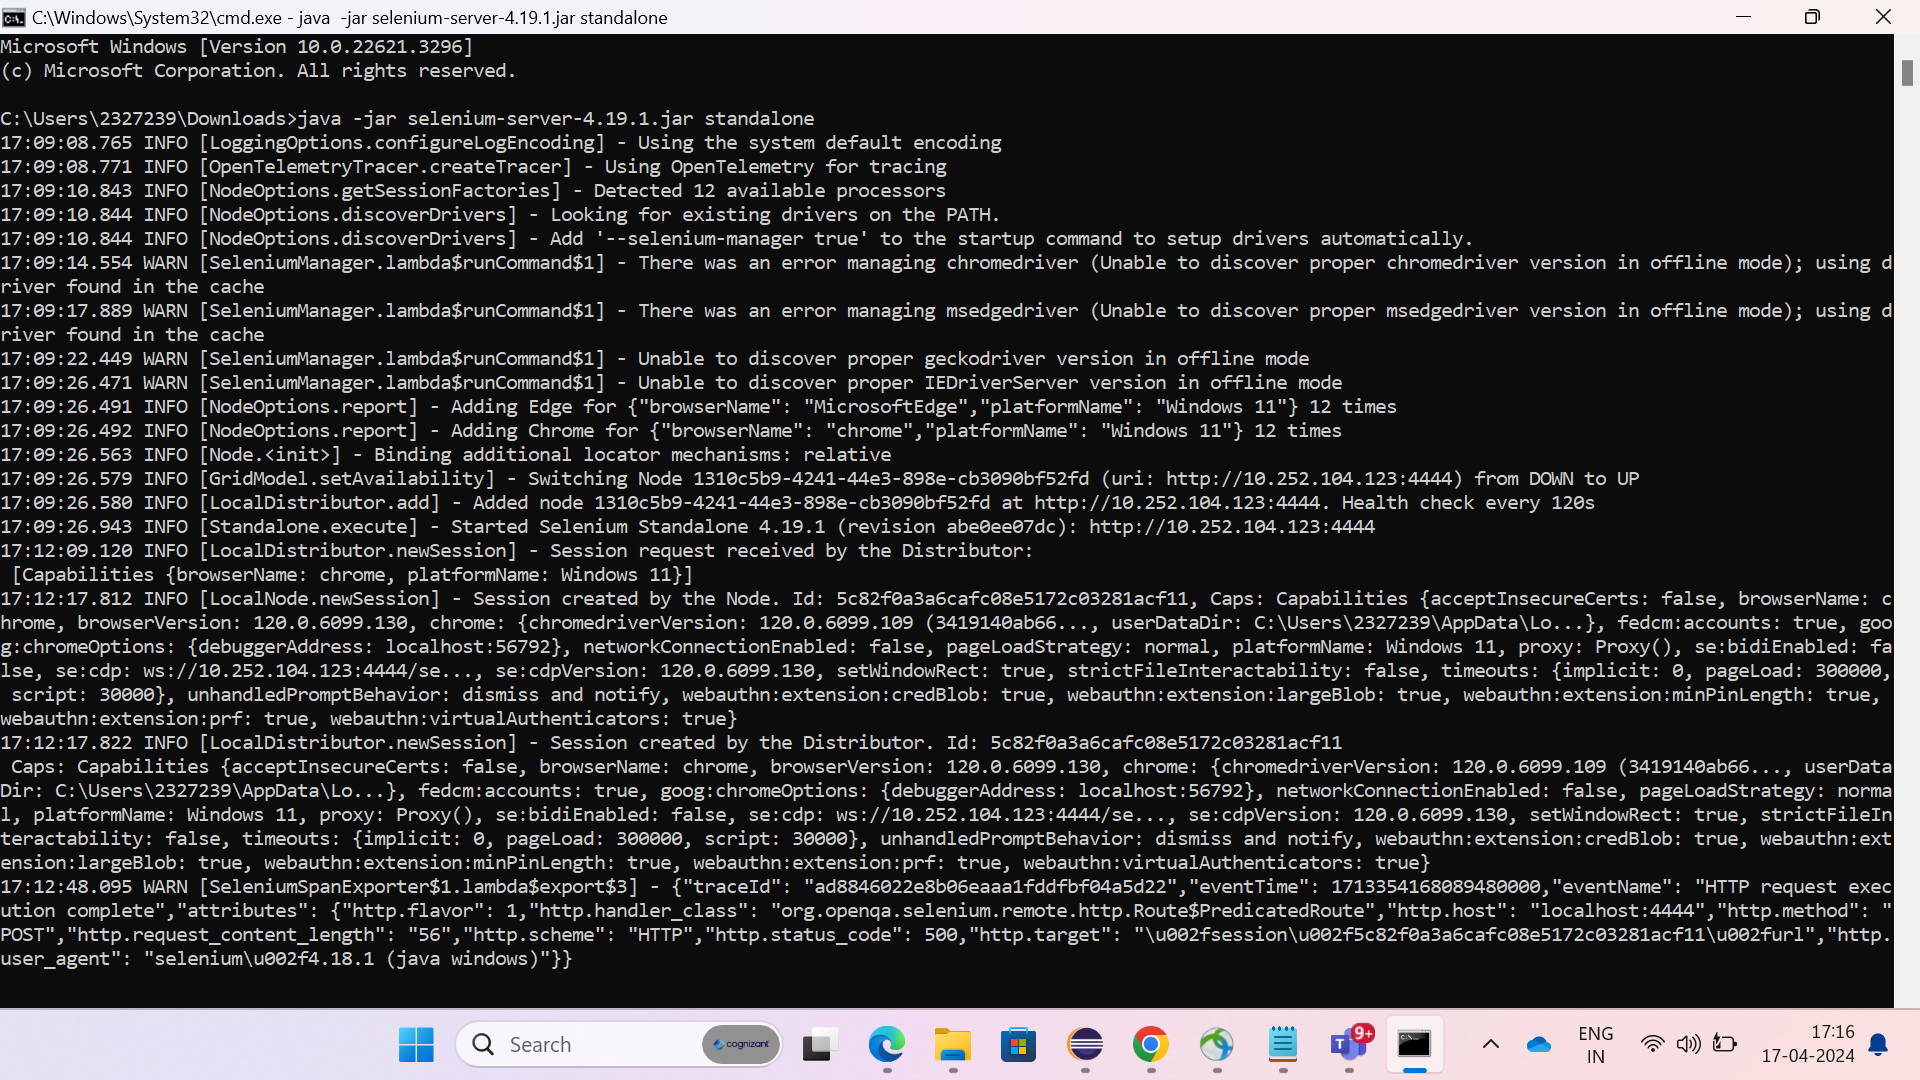 C:\Windows\System32\cmd.exe - java  -jar selenium-server-4.19.1.jar standalone
Microsoft Windows [Version 10.0.22621.3296]
(c) Microsoft Corporation. All rights reserved.
C:\Users\2327239\Downloads>java -jar selenium-server-4.19.1.jar standalone
17:09:08.765 INFO [LoggingOptions.configureLogEncoding] - Using the system default encoding
17:09:08.771 INFO [OpenTelemetryTracer.createTracer] - Using OpenTelemetry for tracing
17:09:10.843 INFO [NodeOptions.getSessionFactories] - Detected 12 available processors
17:09:10.844 INFO [NodeOptions.discoverDrivers] - Looking for existing drivers on the PATH.
17:09:10.844 INFO [NodeOptions.discoverDrivers] - Add '--selenium-manager true' to the startup command to setup drivers automatically.
17:09:14.554 WARN [SeleniumManager.lambda$runCommand$1] - There was an error managing chromedriver (Unable to discover proper chromedriver version in offline mode); using d
river found in the cache
17:09:17.889 WARN [SeleniumManager.lambda$runCommand$1] - There was an error managing msedgedriver (Unable to discover proper msedgedriver version in offline mode); using d
river found in the cache
17:09:22.449 WARN [SeleniumManager.lambda$runCommand$1] - Unable to discover proper geckodriver version in offline mode
17:09:26.471 WARN [SeleniumManager.lambda$runCommand$1] - Unable to discover proper IEDriverServer version in offline mode
17:09:26.491 INFO [NodeOptions.report] - Adding Edge for {"browserName": "MicrosoftEdge","platformName": "Windows 11"} 12 times
17:09:26.492 INFO [NodeOptions.report] - Adding Chrome for {"browserName": "chrome","platformName": "Windows 11"} 12 times
17:09:26.563 INFO [Node.<init>] - Binding additional locator mechanisms: relative
17:09:26.579 INFO [GridModel.setAvailability] - Switching Node 1310c5b9-4241-44e3-898e-cb3090bf52fd (uri: http://10.252.104.123:4444) from DOWN to UP
17:09:26.580 INFO [LocalDistributor.add] - Added node 1310c5b9-4241-44e3-898e-cb3090bf52fd at http://10.252.104.123:4444. Health check every 120s
17:09:26.943 INFO [Standalone.execute] - Started Selenium Standalone 4.19.1 (revision abe0ee07dc): http://10.252.104.123:4444
17:12:09.120 INFO [LocalDistributor.newSession] - Session request received by the Distributor:
[Capabilities {browserName: chrome, platformName: Windows 11}]
17:12:17.812 INFO [LocalNode.newSession] - Session created by the Node. Id: 5c82f0a3a6cafc08e5172c03281acf11, Caps: Capabilities {acceptInsecureCerts: false, browserName: c
hrome, browserVersion: 120.0.6099.130, chrome: {chromedriverVersion: 120.0.6099.109 (3419140ab66..., userDataDir: C:\Users\2327239\AppData\Lo...}, fedcm:accounts: true, goo
g:chromeOptions: {debuggerAddress: localhost:56792}, networkConnectionEnabled: false, pageLoadStrategy: normal, platformName: Windows 11, proxy: Proxy(), se:bidiEnabled: fa
lse, se:cdp: ws://10.252.104.123:4444/se..., se:cdpVersion: 120.0.6099.130, setWindowRect: true, strictFileInteractability: false, timeouts: {implicit: 0, pageLoad: 300000,
script: 30000}, unhandledPromptBehavior: dismiss and notify, webauthn:extension:credBlob: true, webauthn:extension:largeBlob: true, webauthn:extension:minPinLength: true,
webauthn:extension:prf: true, webauthn:virtualAuthenticators: true}
17:12:17.822 INFO [LocalDistributor.newSession] - Session created by the Distributor. Id: 5c82f0a3a6cafc08e5172c03281acf11
Caps: Capabilities {acceptInsecureCerts: false, browserName: chrome, browserVersion: 120.0.6099.130, chrome: {chromedriverVersion: 120.0.6099.109 (3419140ab66..., userData
Dir: C:\Users\2327239\AppData\Lo...}, fedcm:accounts: true, goog:chromeOptions: {debuggerAddress: localhost:56792}, networkConnectionEnabled: false, pageLoadStrategy: norma
l, platformName: Windows 11, proxy: Proxy(), se:bidiEnabled: false, se:cdp: ws://10.252.104.123:4444/se..., se:cdpVersion: 120.0.6099.130, setWindowRect: true, strictFileIn
teractability: false, timeouts: {implicit: 0, pageLoad: 300000, script: 30000}, unhandledPromptBehavior: dismiss and notify, webauthn:extension:credBlob: true, webauthn:ext
ension:largeBlob: true, webauthn:extension:minPinLength: true, webauthn:extension:prf: true, webauthn:virtualAuthenticators: true}
17:12:48.095 WARN [SeleniumSpanExporter$1.lambda$export$3] - {"traceId": "ad8846022e8b06eaaa1fddfbf04a5d22","eventTime": 1713354168089480000,"eventName": "HTTP request exec
ution complete","attributes": {"http.flavor": 1,"http.handler_class": "org.openqa.selenium.remote.http.Route$PredicatedRoute","http.host": "localhost:4444","http.method": "
POST","http.request_content_length": "56","http.scheme": "HTTP","http.status_code": 500,"http.target": "\u002fsession\u002f5c82f0a3a6cafc08e5172c03281acf11\u002furl","http.
user_agent": "selenium\u002f4.18.1 (java windows)"}}
Search
cognizant
9+
ENG
IN
17:16
17-04-2024